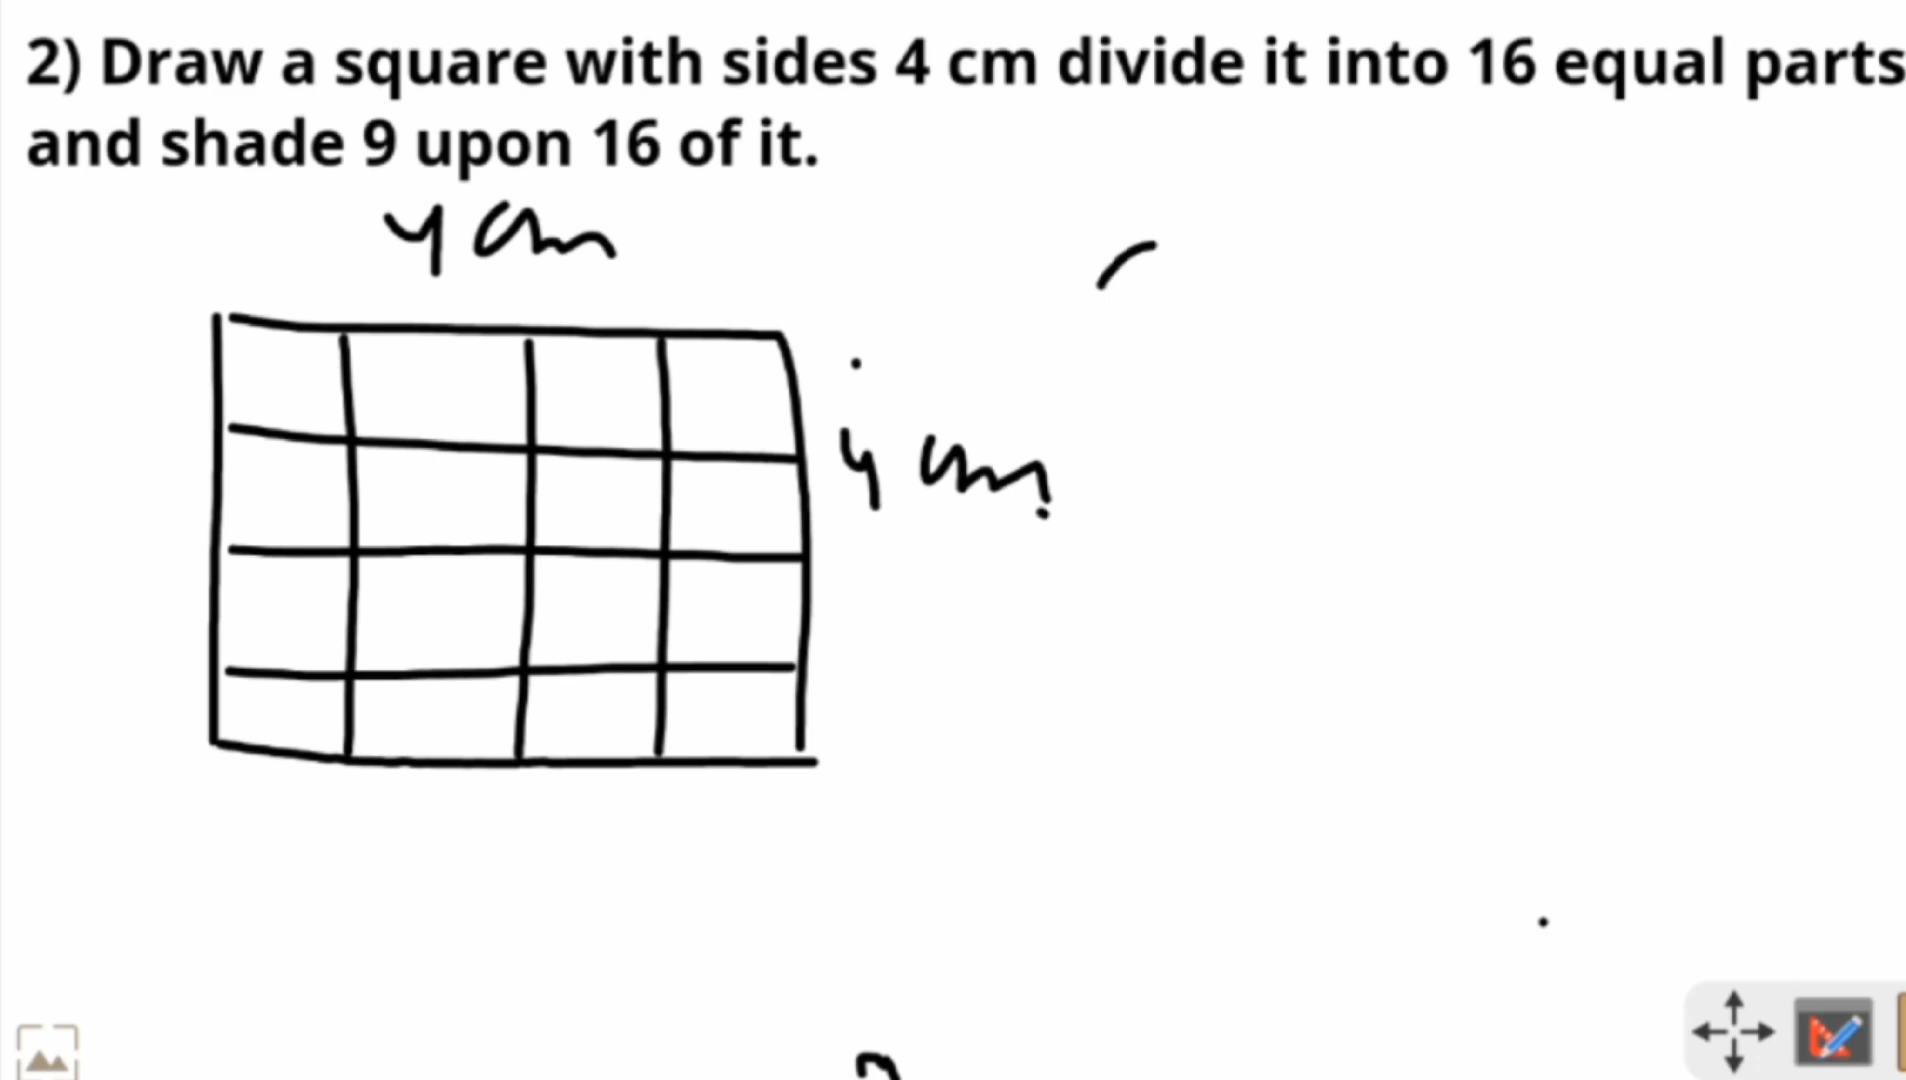 2) Draw a square with sides 4 cm divide it into 16 equal parts
and shade 9 upon 16 of it.
4 cm
4 cm